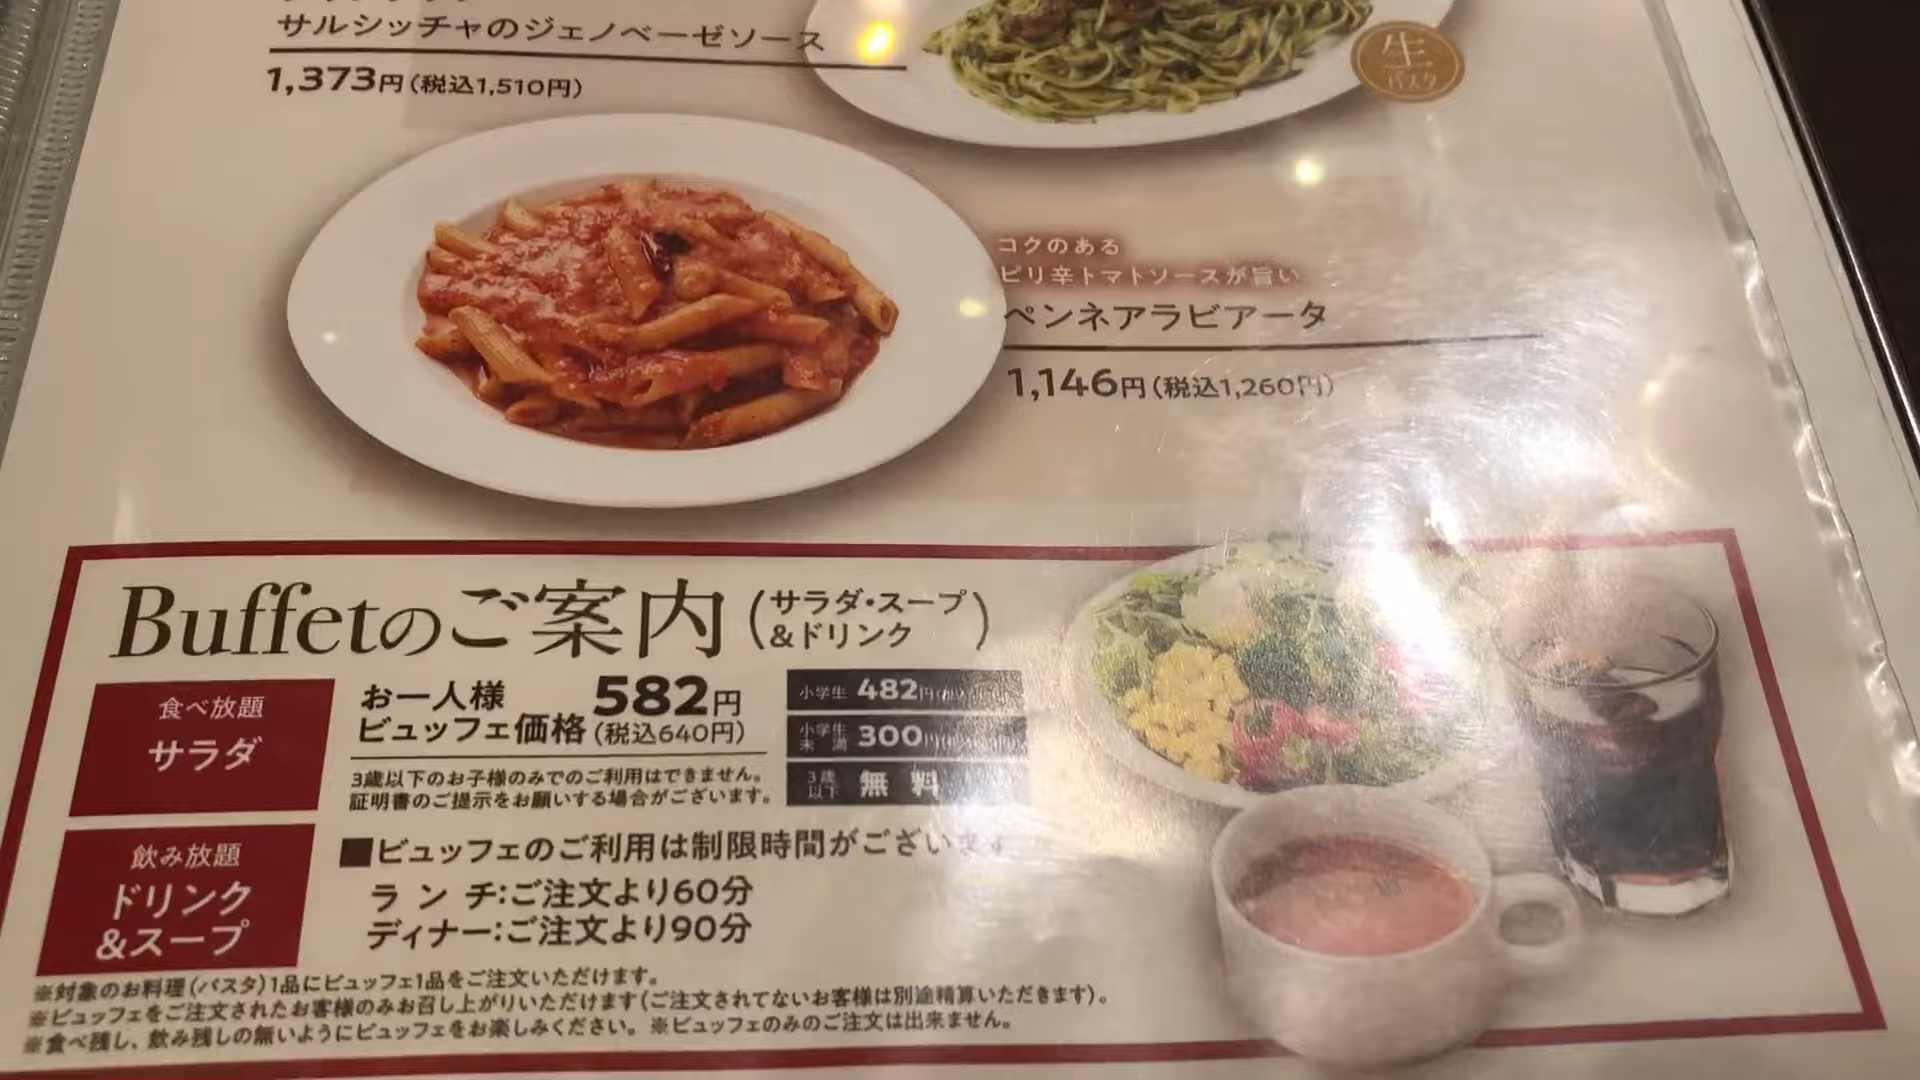 サルシッチャのジェノベーゼソース
1,373円(税込1,510円)
生
パスタ
コクのある
ピリ辛トマトソースが旨い
ペンネアラビアータ
1,146円(税込1,260円)
Buffetのご案内(サラダ・スープ
&ドリンク)
食べ放題
サラダ
お一人様
ビュッフェ価格
582円
(税込640円)
小学生 482円
小学生
未満 300円
3歳
以下 無料
3歳以下のお子様のみでのご利用はできません。
証明書のご提示をお願いする場合がございます。
飲み放題
ドリンク
&スープ
■ビュッフェのご利用は制限時間がございます
ランチ:ご注文より60分
ディナー:ご注文より90分
※対象のお料理(パスタ)1品にビュッフェ1品をご注文いただけます。
※ビュッフェをご注文されたお客様のみお召し上がりいただけます(ご注文されてないお客様は別途精算いただきます)。
※食べ残し、飲み残しの無いようにビュッフェをお楽しみください。※ビュッフェのみのご注文は出来ません。